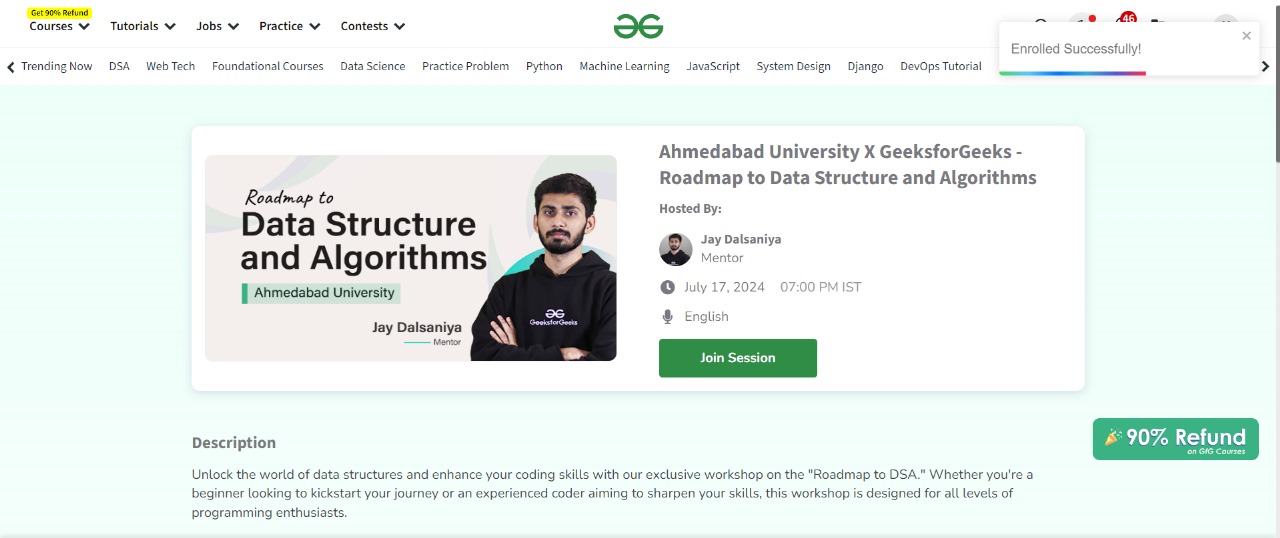 Get 90% Refund
Courses Tutorials Jobs Practice Contests
46
Enrolled Successfully!
Trending Now DSA Web Tech Foundational Courses Data Science Practice Problem Python Machine Learning JavaScript System Design Django DevOps Tutorial
Roadmap to
Data Structure
and Algorithms
Ahmedabad University
Jay Dalsaniya
Mentor
GeeksforGeeks
Ahmedabad University X GeeksforGeeks -
Roadmap to Data Structure and Algorithms
Hosted By:
Jay Dalsaniya
Mentor
July 17, 2024 07:00 PM IST
English
Join Session
90% Refund
on GfG Courses
Description
Unlock the world of data structures and enhance your coding skills with our exclusive workshop on the "Roadmap to DSA." Whether you're a
beginner looking to kickstart your journey or an experienced coder aiming to sharpen your skills, this workshop is designed for all levels of
programming enthusiasts.